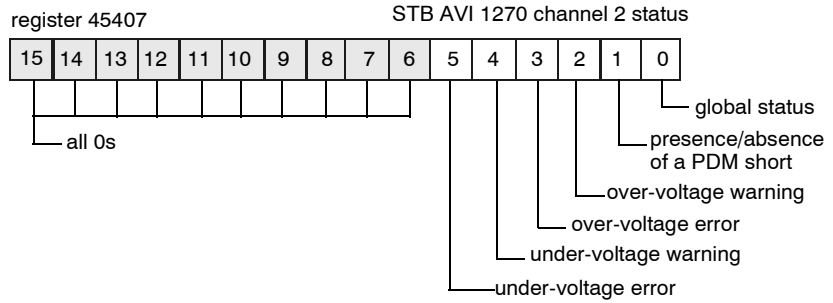 register 45407
STB AVI 1270 channel 2 status
15 14 13 12 11 10 9 8 7 6 5 4 3 2 1 0
global status
all 0s
presence/absence
of a PDM short
over-voltage warning
over-voltage error
under-voltage warning
under-voltage error